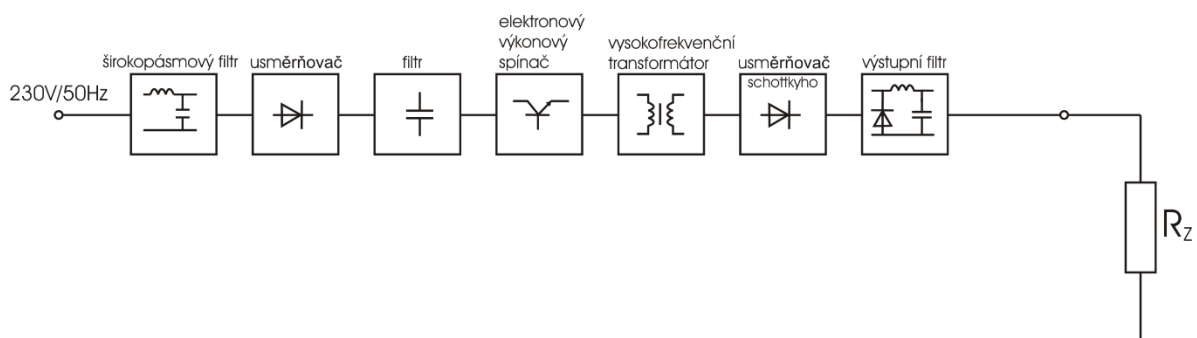 230V/50Hz
širokopásmový filtr
usměrňovač
filtr
elektronový
výkonový
spínač
vysokofrekvenční
transformátor
usměrňovač
schottkyho
výstupní filtr
RZ